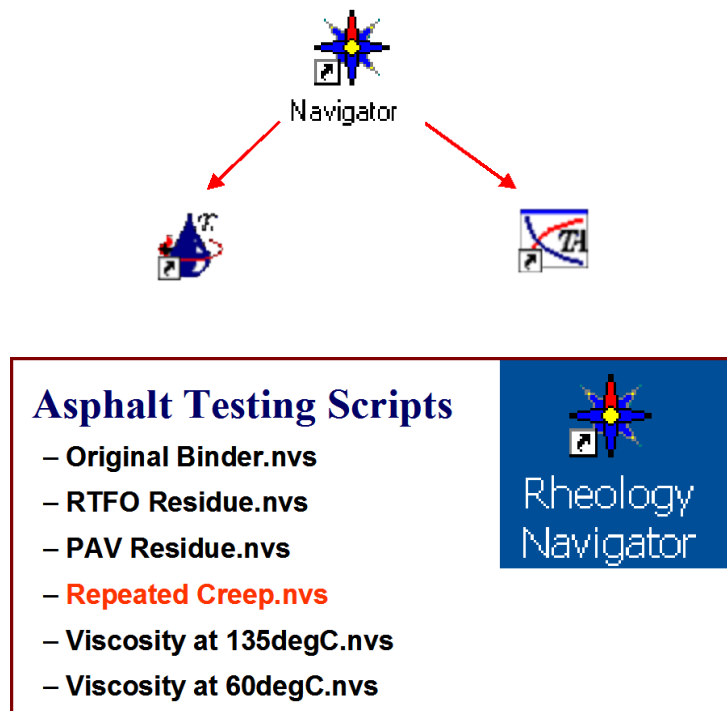 Navigator
τ
TA
Asphalt Testing Scripts
– Original Binder.nvs
– RTFO Residue.nvs
– PAV Residue.nvs
– Repeated Creep.nvs
– Viscosity at 135degC.nvs
– Viscosity at 60degC.nvs
Rheology
Navigator